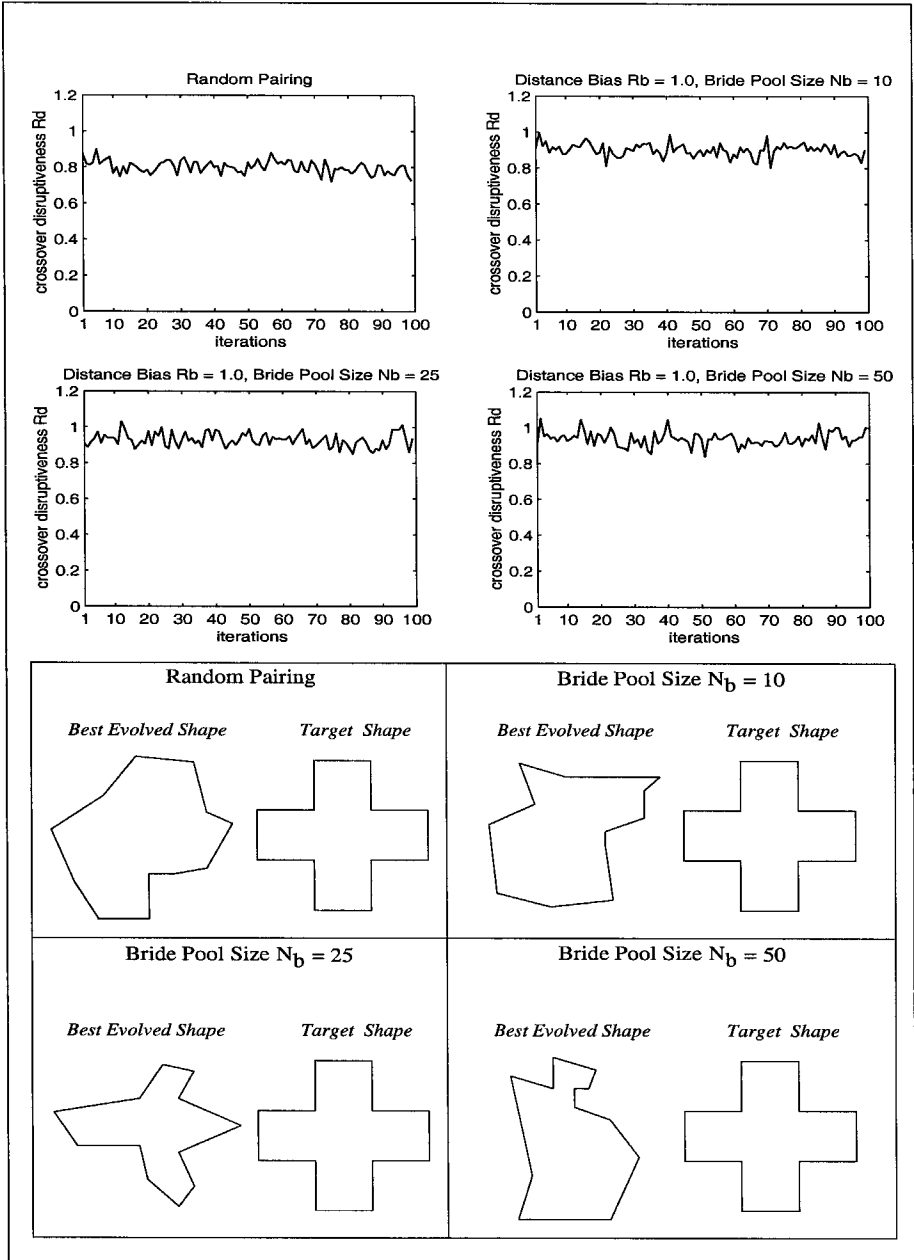 Random Pairing
1.2
1
0.8
0.6
0.4
0.2
0
crossover disruptiveness Rd
1 10 20 30 40 50 60 70 80 90 100
iterations
Distance Bias Rb = 1.0, Bride Pool Size Nb = 10
1.2
1
0.8
0.6
0.4
0.2
0
crossover disruptiveness Rd
1 10 20 30 40 50 60 70 80 90 100
iterations
Distance Bias Rb = 1.0, Bride Pool Size Nb = 25
1.2
1
0.8
0.6
0.4
0.2
0
crossover disruptiveness Rd
1 10 20 30 40 50 60 70 80 90 100
iterations
Distance Bias Rb = 1.0, Bride Pool Size Nb = 50
1.2
1
0.8
0.6
0.4
0.2
0
crossover disruptiveness Rd
1 10 20 30 40 50 60 70 80 90 100
iterations
Random Pairing
Best Evolved Shape Target Shape
Bride Pool Size Nb = 10
Best Evolved Shape Target Shape
Bride Pool Size Nb = 25
Best Evolved Shape Target Shape
Bride Pool Size Nb = 50
Best Evolved Shape Target Shape